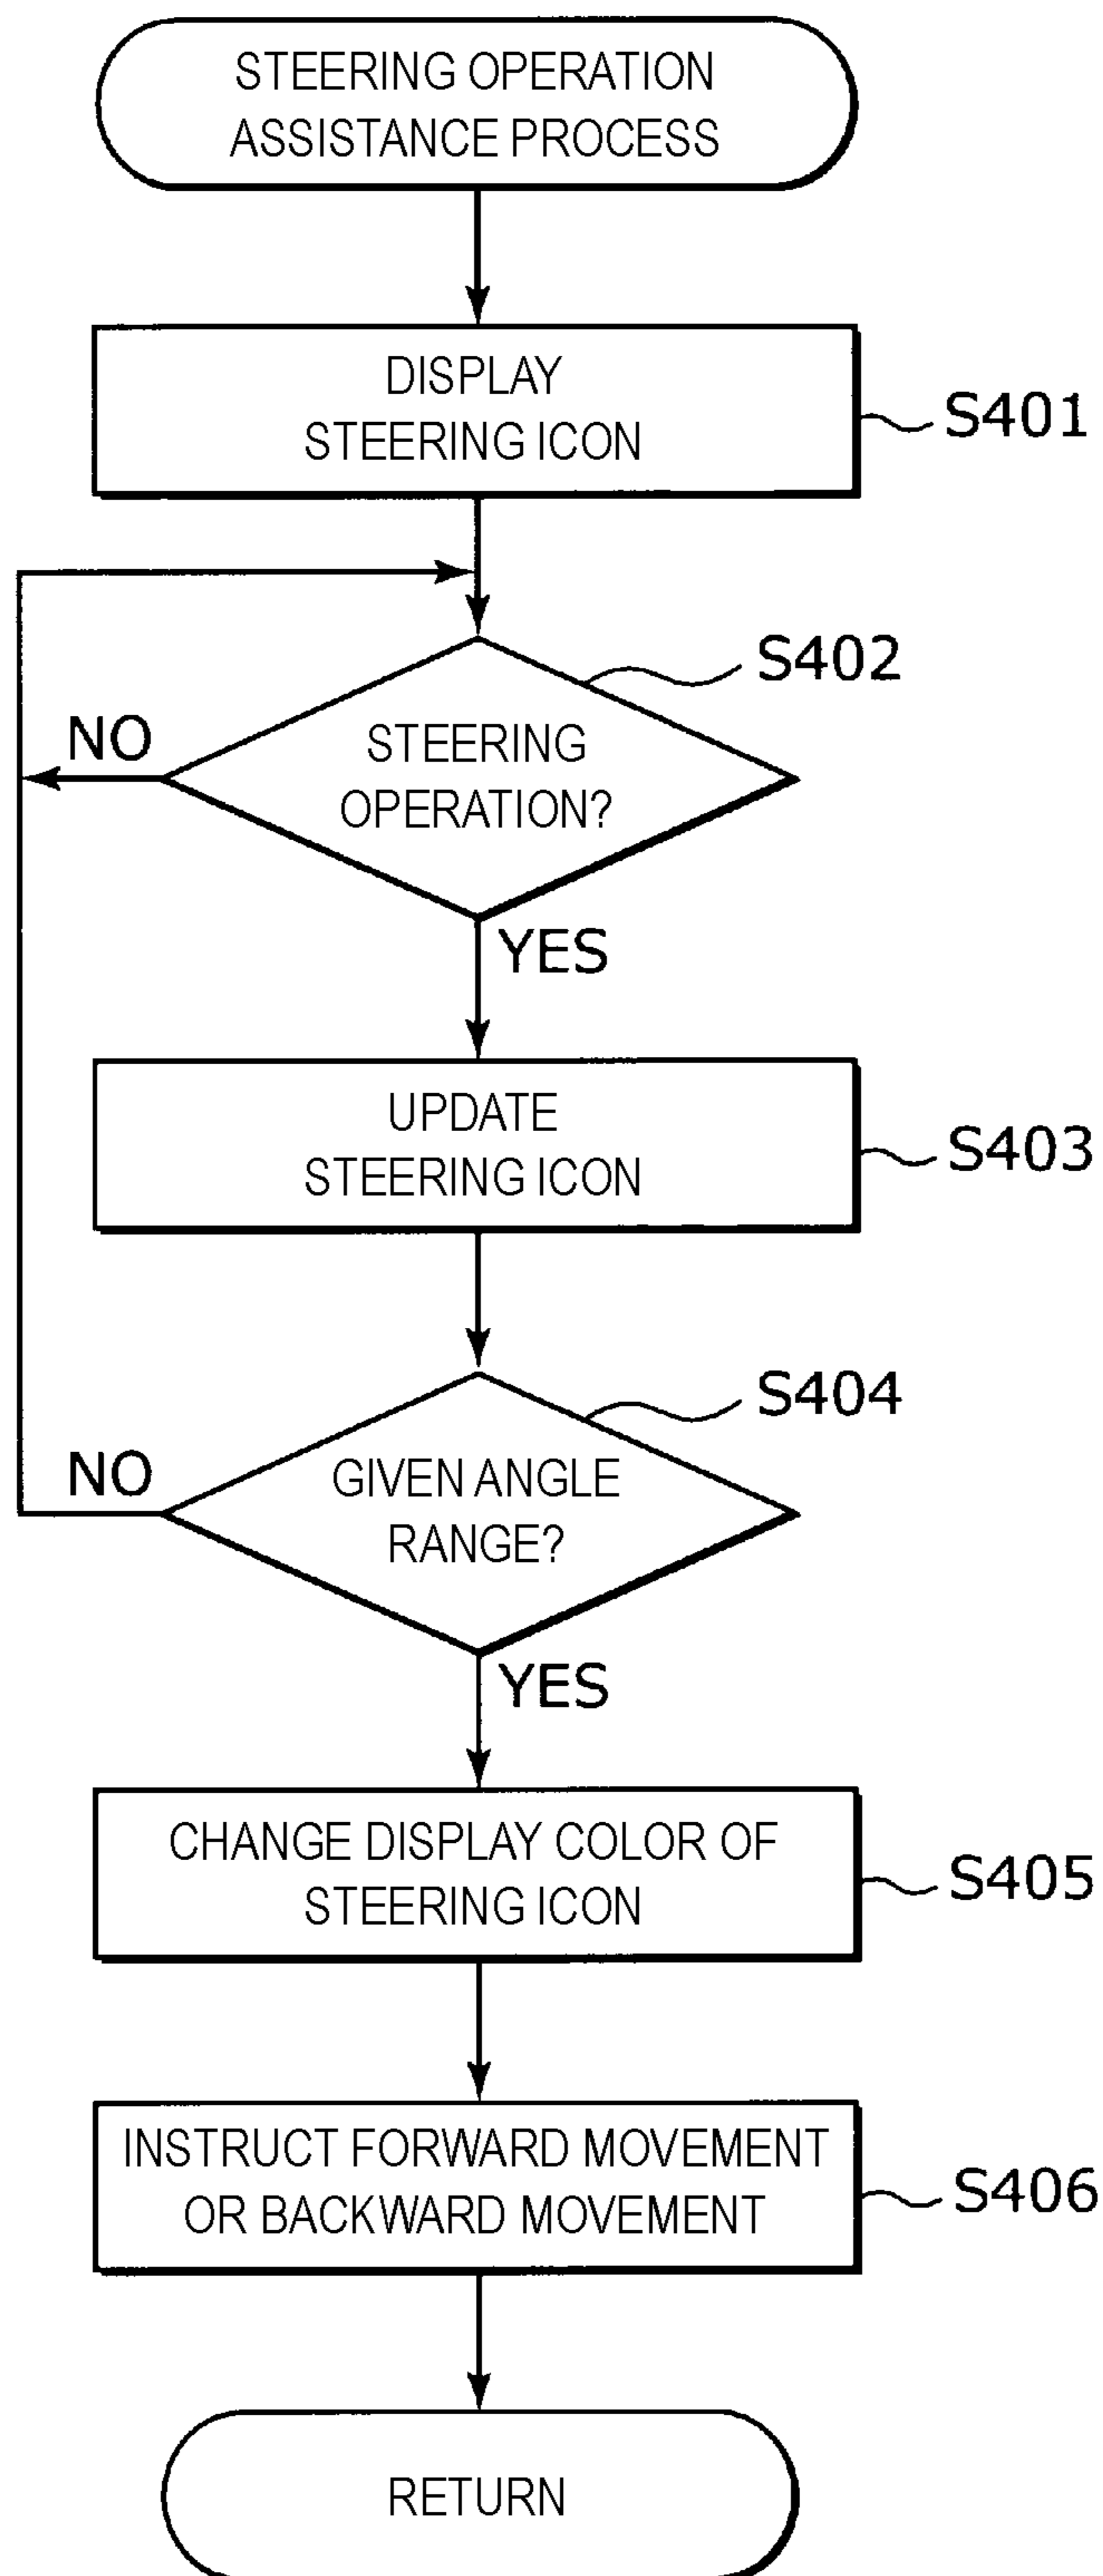 STEERING OPERATION
ASSISTANCE PROCESS
DISPLAY
STEERING ICON
S401
S402
NO
STEERING
OPERATION?
YES
UPDATE
STEERING ICON
S403
S404
NO
GIVEN ANGLE
RANGE?
YES
CHANGE DISPLAY COLOR OF
STEERING ICON
S405
INSTRUCT FORWARD MOVEMENT
OR BACKWARD MOVEMENT
S406
RETURN